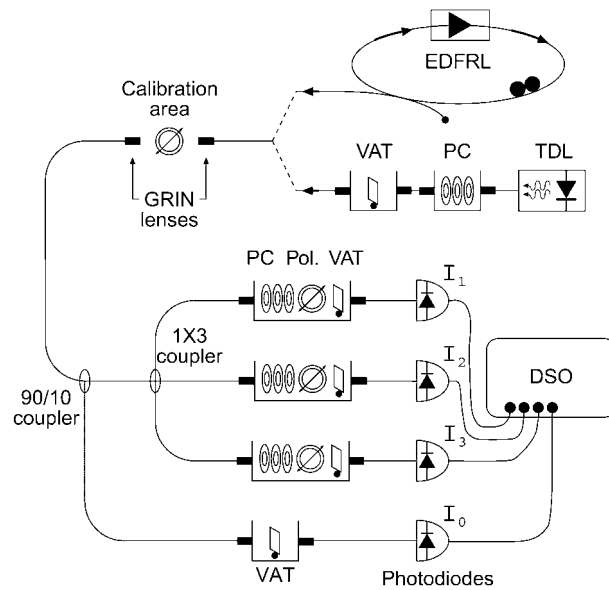 EDFRL
Calibration
area
VAT PC TDL
GRIN
lenses
PC Pol. VAT
I1
1X3
coupler
I2
DSO
90/10
coupler
I3
I0
VAT
Photodiodes